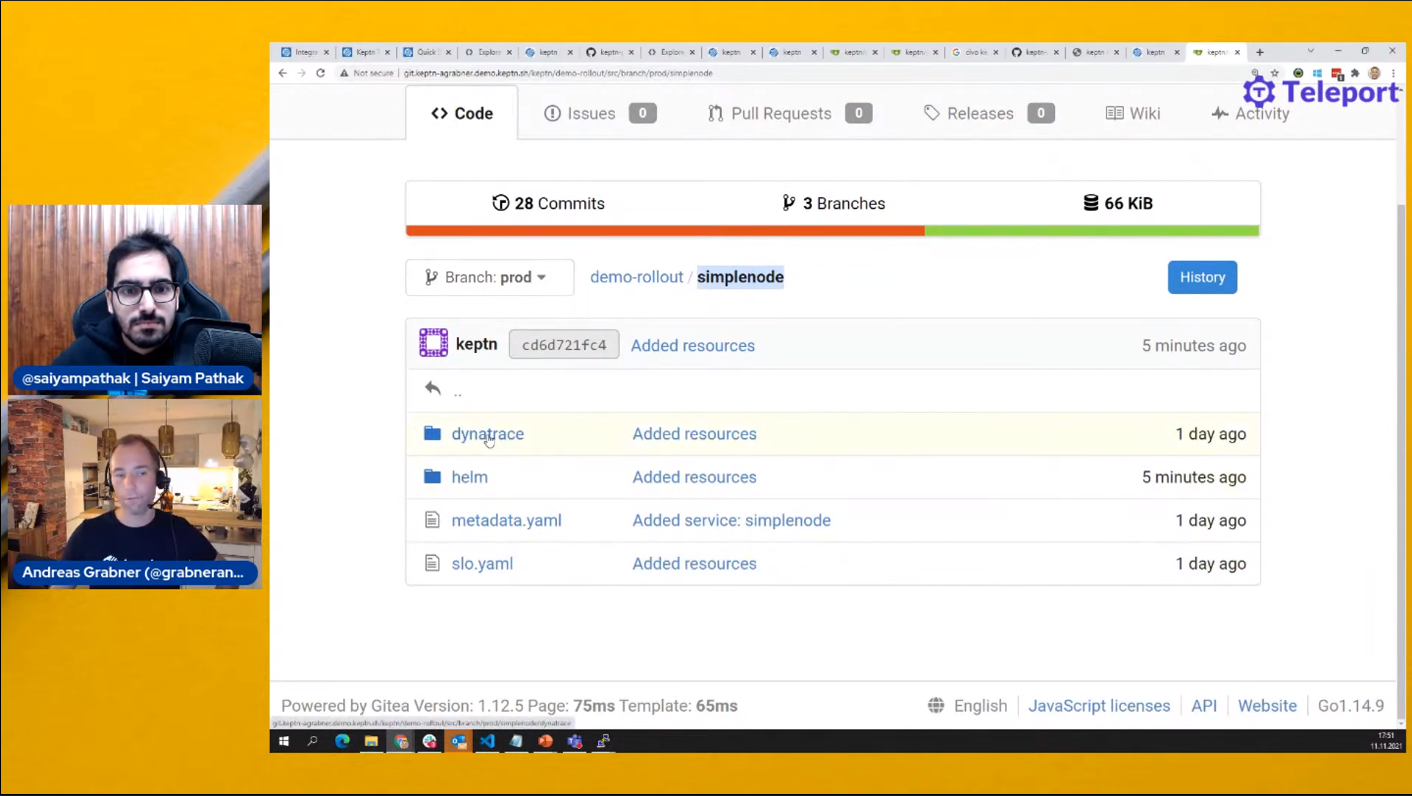 Integra
Keptn T
Quick S
Explore
keptn
keptn-
Explore
keptn
keptn
keptn/
keptn/
civo ki
keptn-
keptn
keptn
keptn/
Not secure | git.keptn-agrabner.demo.keptn.sh/keptn/demo-rollout/src/branch/prod/simplenode
Teleport
Code
Issues 0
Pull Requests 0
Releases 0
Wiki
Activity
28 Commits
3 Branches
66 KiB
Branch: prod
demo-rollout / simplenode
History
keptn cd6d721fc4 Added resources 5 minutes ago
..
dynatrace Added resources 1 day ago
helm Added resources 5 minutes ago
metadata.yaml Added service: simplenode 1 day ago
slo.yaml Added resources 1 day ago
@saiyampathak | Saiyam Pathak
Andreas Grabner (@grabneran...
Powered by Gitea Version: 1.12.5 Page: 75ms Template: 65ms
English
JavaScript licenses
API
Website
Go1.14.9
git.keptn-agrabner.demo.keptn.sh/keptn/demo-rollout/src/branch/prod/simplenode/dynatrace
17:51
11.11.2021